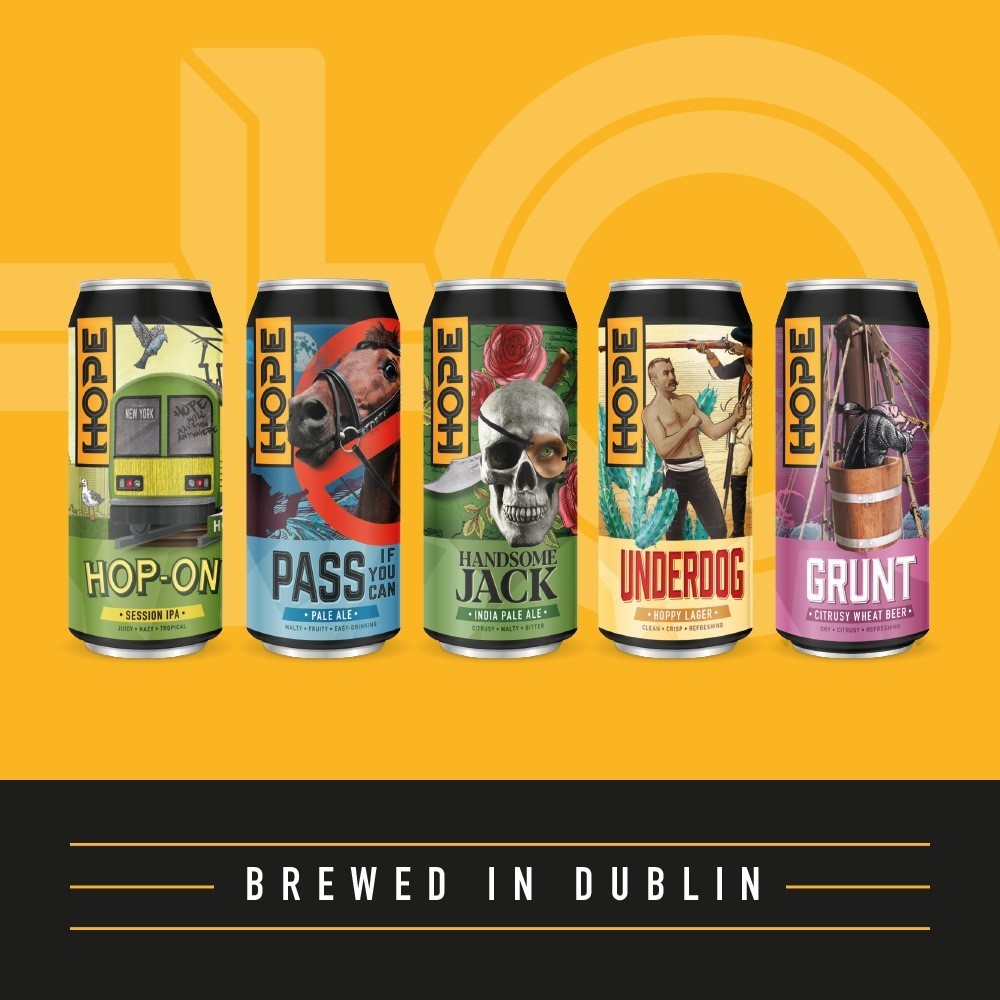 HOPE
NEW YORK
HOP-ON
• SESSION IPA •
JUICY • HAZY • TROPICAL
HOPE
PASS IF
YOU
CAN
• PALE ALE •
MALTY • FRUITY • EASY-DRINKING
HOPE
HANDSOME
JACK
• INDIA PALE ALE •
CITRUSY • MALTY • BITTER
HOPE
UNDERDOG
• HOPPY LAGER •
CLEAN • CRISP • REFRESHING
HOPE
GRUNT
• CITRUSY WHEAT BEER •
DRY • CITRUSY • REFRESHING
BREWED IN DUBLIN